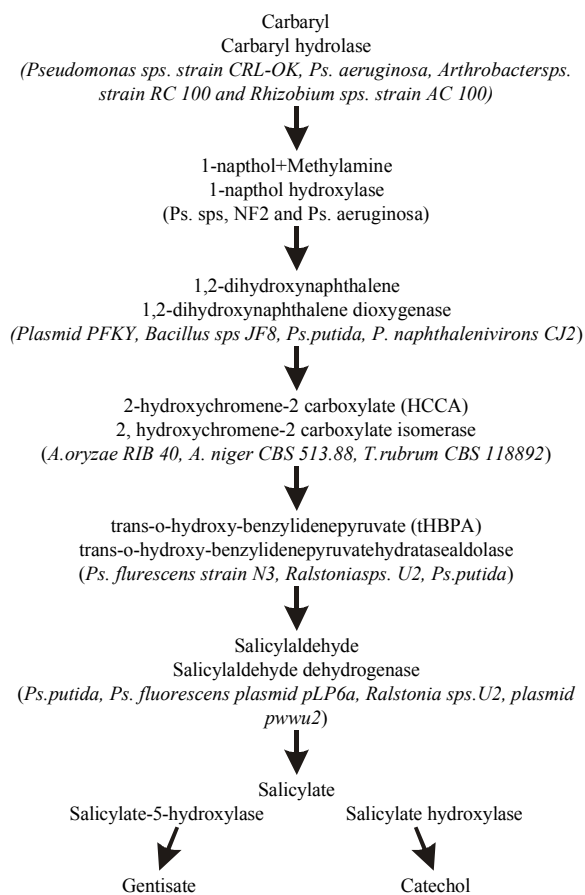 Carbaryl
Carbaryl hydrolase
(Pseudomonas sps. strain CRL-OK, Ps. aeruginosa, Arthrobactersps.
strain RC 100 and Rhizobium sps. strain AC 100)
1-napthol+Methylamine
1-napthol hydroxylase
(Ps. sps, NF2 and Ps. aeruginosa)
1,2-dihydroxynaphthalene
1,2-dihydroxynaphthalene dioxygenase
(Plasmid PFKY, Bacillus sps JF8, Ps.putida, P. naphthalenivirons CJ2)
2-hydroxychromene-2 carboxylate (HCCA)
2, hydroxychromene-2 carboxylate isomerase
(A.oryzae RIB 40, A. niger CBS 513.88, T.rubrum CBS 118892)
trans-o-hydroxy-benzylidenepyruvate (tHBPA)
trans-o-hydroxy-benzylidenepyruvatehydratasealdolase
(Ps. flurescens strain N3, Ralstoniasps. U2, Ps.putida)
Salicylaldehyde
Salicylaldehyde dehydrogenase
(Ps.putida, Ps. fluorescens plasmid pLP6a, Ralstonia sps.U2, plasmid
pwwu2)
Salicylate
Salicylate-5-hydroxylase Salicylate hydroxylase
Gentisate Catechol